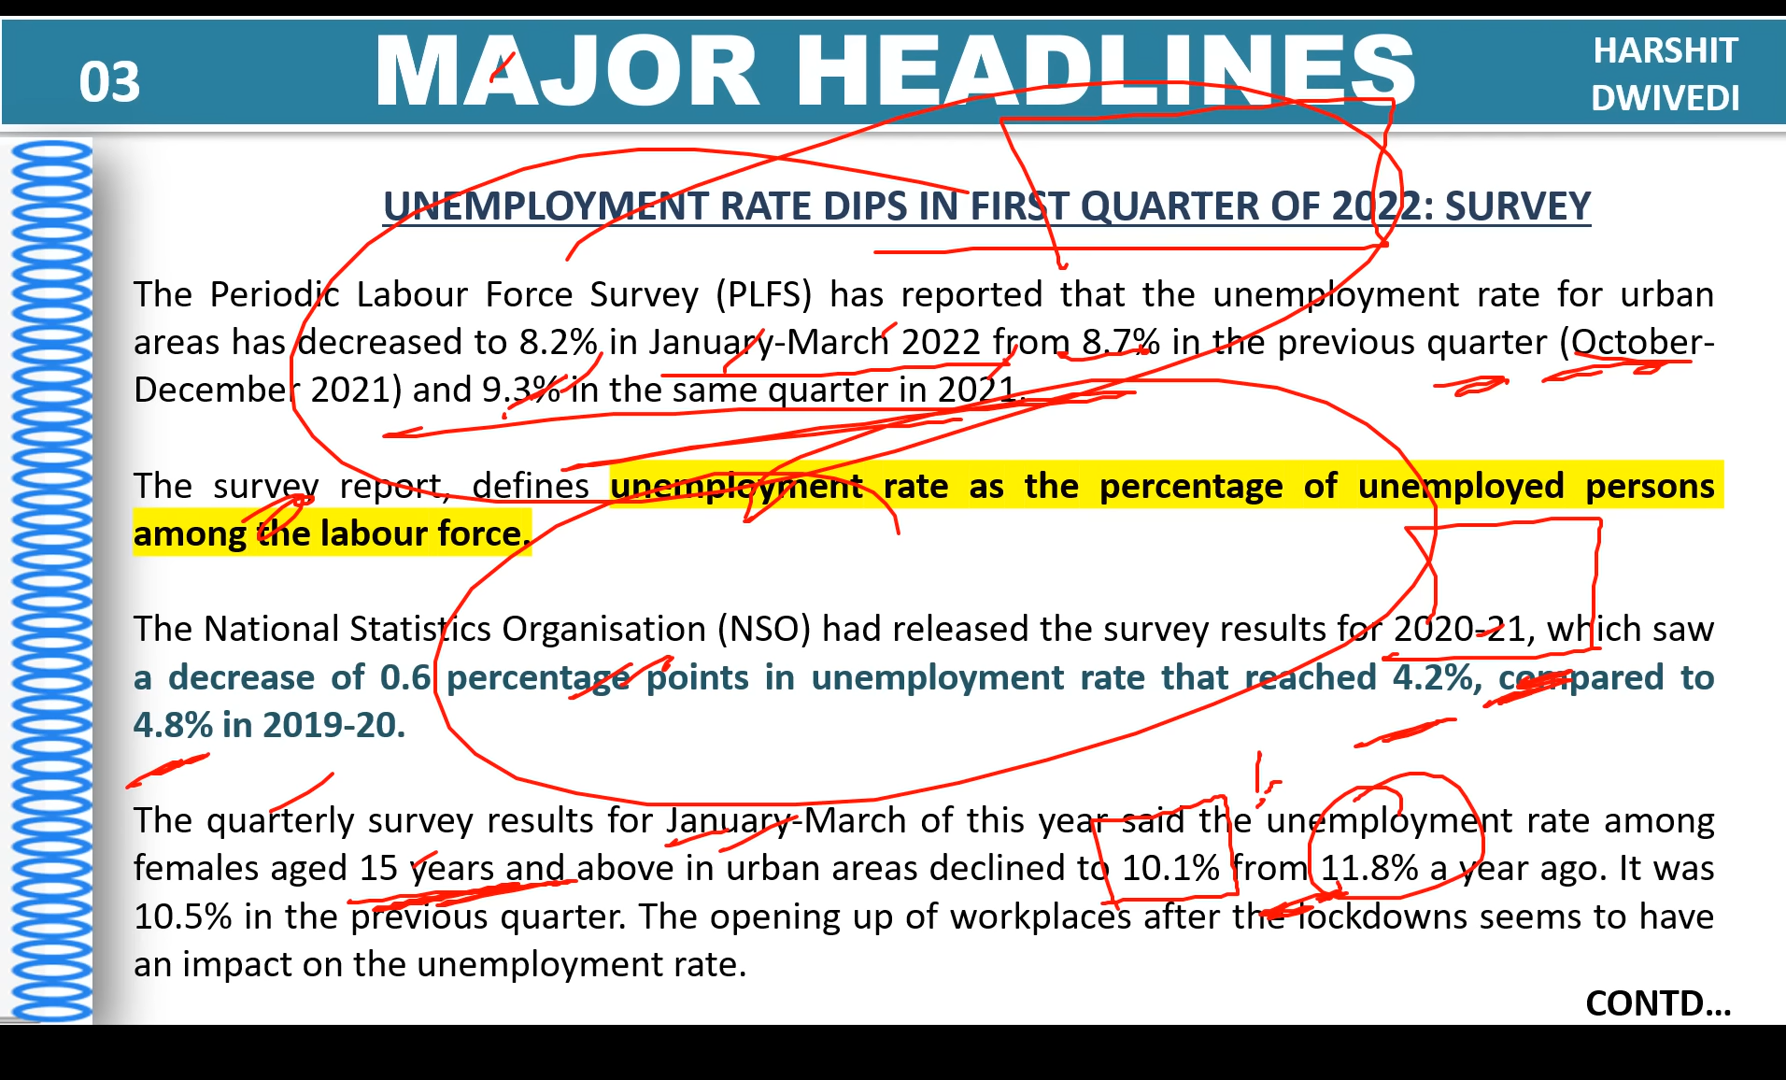 03
MAJOR HEADLINES
HARSHIT
DWIVEDI
UNEMPLOYMENT RATE DIPS IN FIRST QUARTER OF 2022: SURVEY
The Periodic Labour Force Survey (PLFS) has reported that the unemployment rate for urban
areas has decreased to 8.2% in January-March 2022 from 8.7% in the previous quarter (October-
December 2021) and 9.3% in the same quarter in 2021.
The survey report, defines unemployment rate as the percentage of unemployed persons
among the labour force.
The National Statistics Organisation (NSO) had released the survey results for 2020-21, which saw
a decrease of 0.6 percentage points in unemployment rate that reached 4.2%, compared to
4.8% in 2019-20.
The quarterly survey results for January-March of this year said the unemployment rate among
females aged 15 years and above in urban areas declined to 10.1% from 11.8% a year ago. It was
10.5% in the previous quarter. The opening up of workplaces after the lockdowns seems to have
an impact on the unemployment rate.
CONTD...